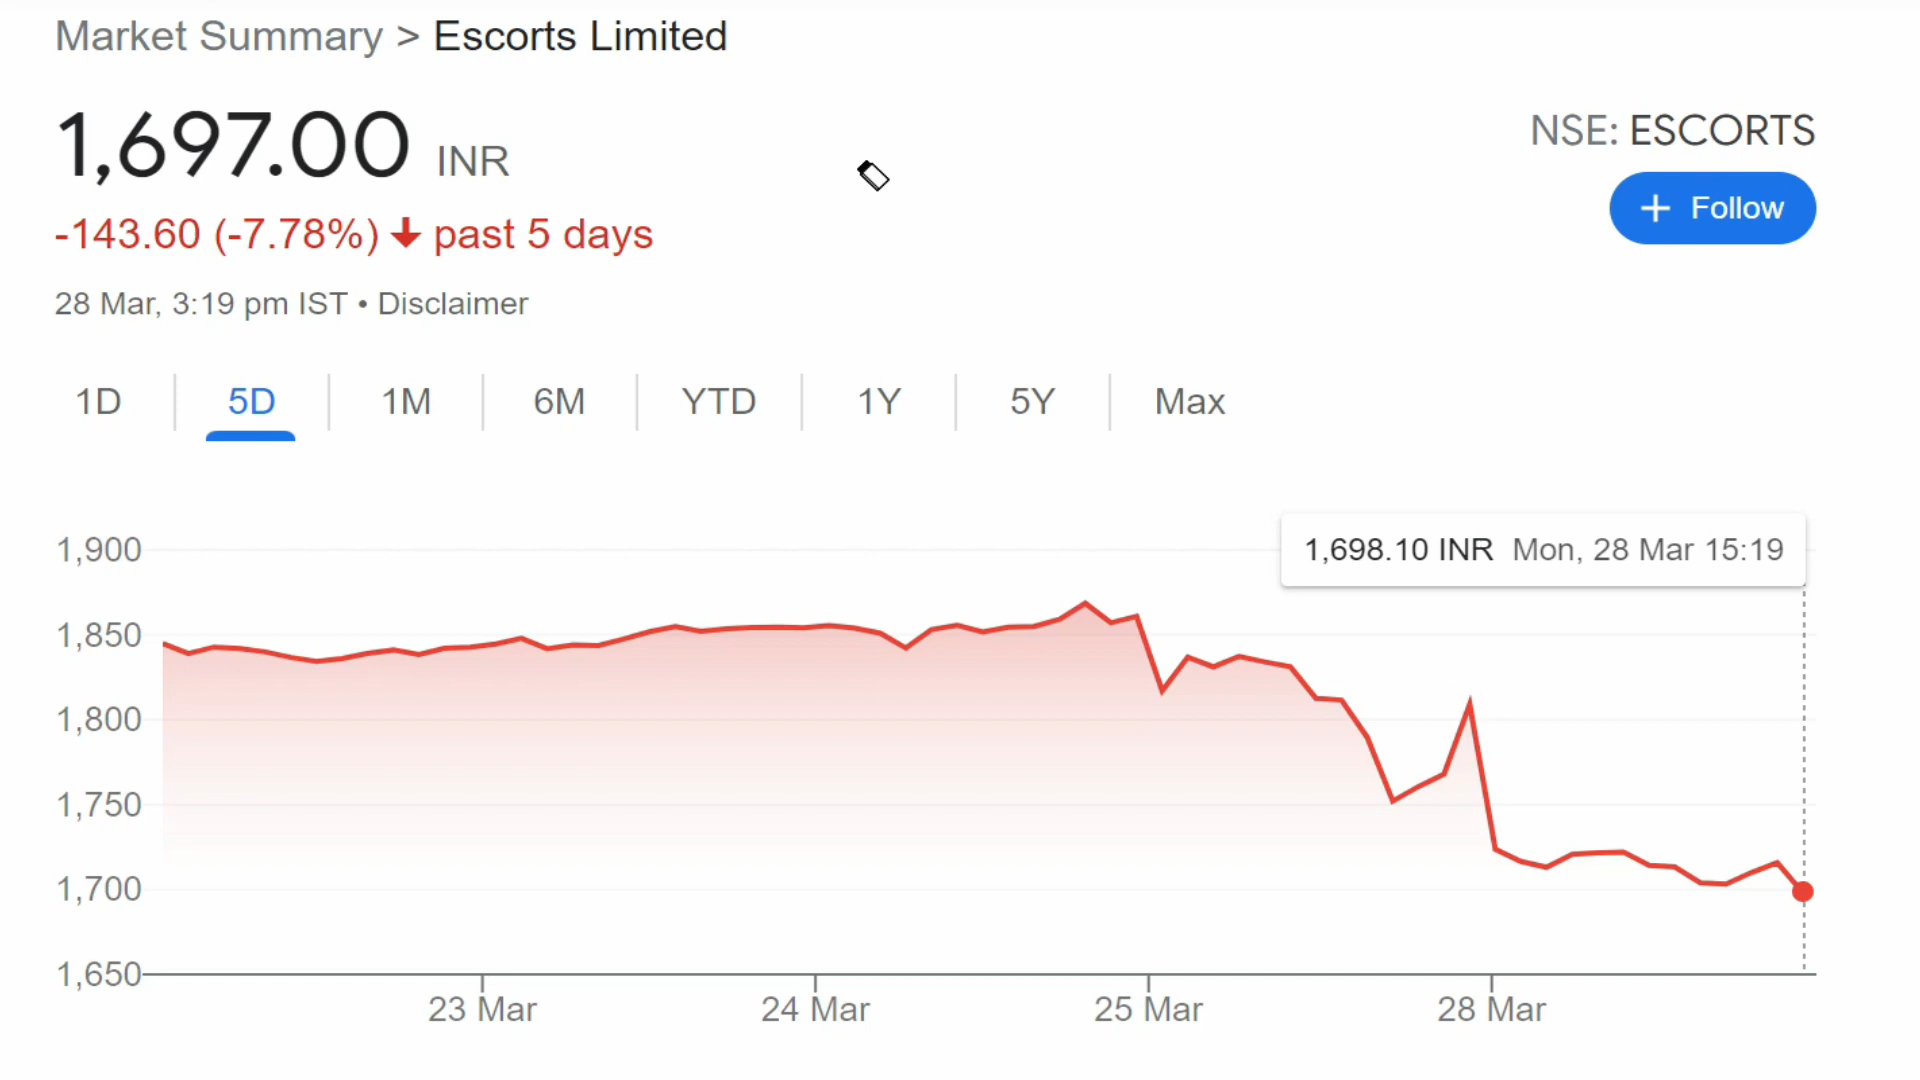 Market Summary > Escorts Limited
1,697.00 INR
NSE: ESCORTS
+ Follow
-143.60 (-7.78%) ↓ past 5 days
28 Mar, 3:19 pm IST • Disclaimer
1D 5D 1M 6M YTD 1Y 5Y Max
1,698.10 INR Mon, 28 Mar 15:19
1,900
1,850
1,800
1,750
1,700
1,650
23 Mar 24 Mar 25 Mar 28 Mar